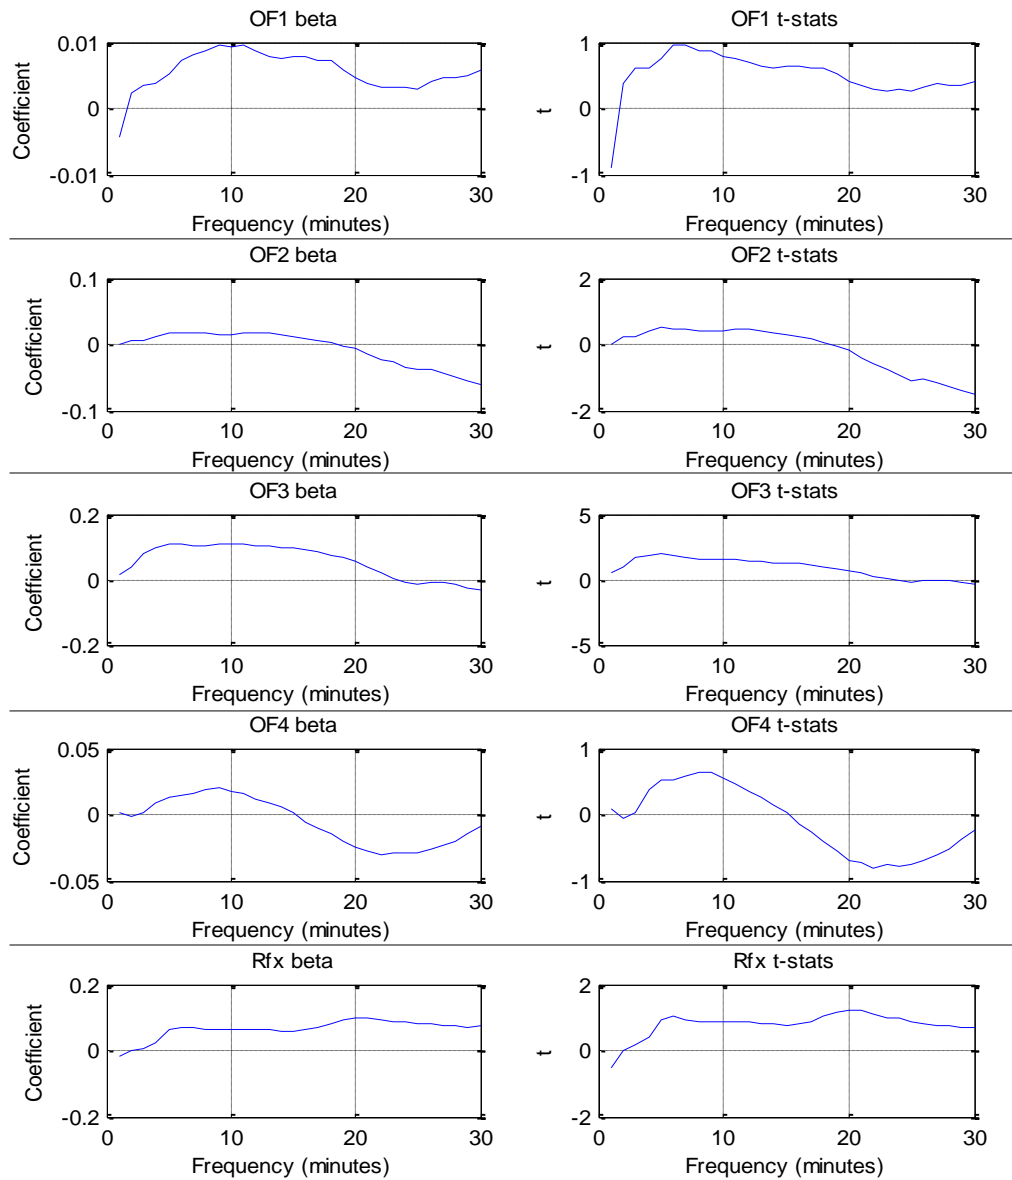 OF1 beta
0.01
0
-0.01
Coefficient
0 10 20 30
Frequency (minutes)
OF1 t-stats
1
0
-1
t
0 10 20 30
Frequency (minutes)
OF2 beta
0.1
0
-0.1
Coefficient
0 10 20 30
Frequency (minutes)
OF2 t-stats
2
0
-2
t
0 10 20 30
Frequency (minutes)
OF3 beta
0.2
0
-0.2
Coefficient
0 10 20 30
Frequency (minutes)
OF3 t-stats
5
0
-5
t
0 10 20 30
Frequency (minutes)
OF4 beta
0.05
0
-0.05
Coefficient
0 10 20 30
Frequency (minutes)
OF4 t-stats
1
0
-1
t
0 10 20 30
Frequency (minutes)
Rfx beta
0.2
0
-0.2
Coefficient
0 10 20 30
Frequency (minutes)
Rfx t-stats
2
0
-2
t
0 10 20 30
Frequency (minutes)